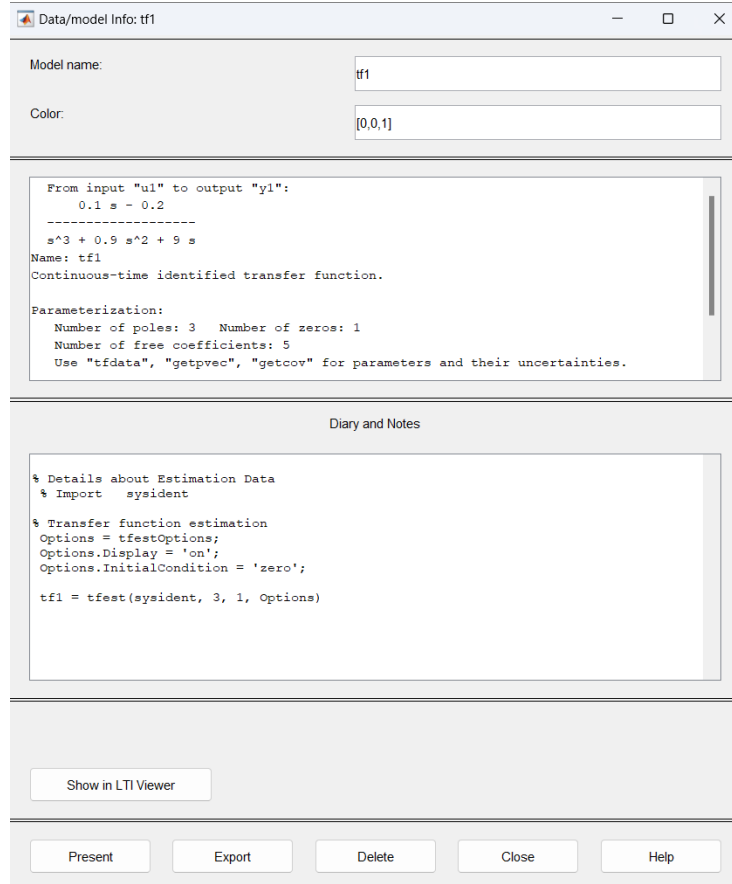 Data/model Info: tf1
Model name:
tf1
Color:
[0,0,1]
From input "u1" to output "y1":
0.1 s - 0.2
-------------------
s^3 + 0.9 s^2 + 9 s
Name: tf1
Continuous-time identified transfer function.
Parameterization:
Number of poles: 3   Number of zeros: 1
Number of free coefficients: 5
Use "tfdata", "getpvec", "getcov" for parameters and their uncertainties.
Diary and Notes
% Details about Estimation Data
% Import   sysident
% Transfer function estimation
Options = tfestOptions;
Options.Display = 'on';
Options.InitialCondition = 'zero';
tf1 = tfest(sysident, 3, 1, Options)
Show in LTI Viewer
Present
Export
Delete
Close
Help